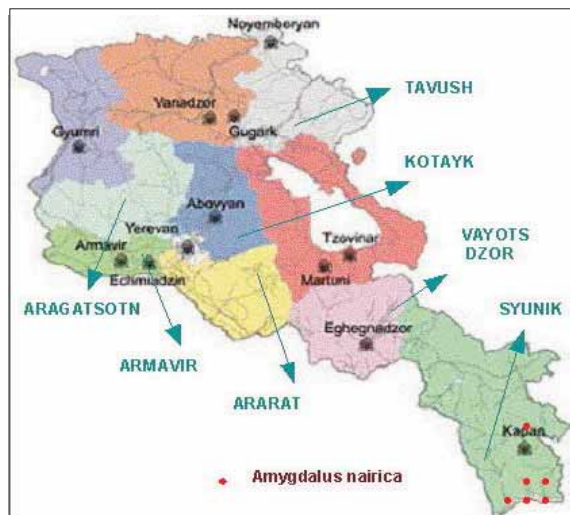 Noyemberyan
TAVUSH
Vanadzor
Gugark
Gyumri
KOTAYK
Abovyan
Yerevan
Tzovinar
VAYOTS
DZOR
Armavir
Echmiadzin
Martuni
ARAGATSOTN
SYUNIK
Eghegnadzor
ARMAVIR
ARARAT
Kapan
Amygdalus nairica